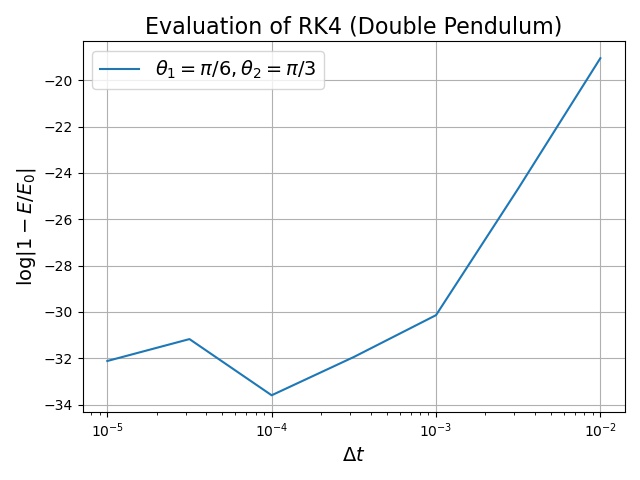 Evaluation of RK4 (Double Pendulum)
θ₁ = π/6, θ₂ = π/3
log|1 − E/E₀|
−20
−22
−24
−26
−28
−30
−32
−34
10⁻⁵ 10⁻⁴ 10⁻³ 10⁻²
Δt